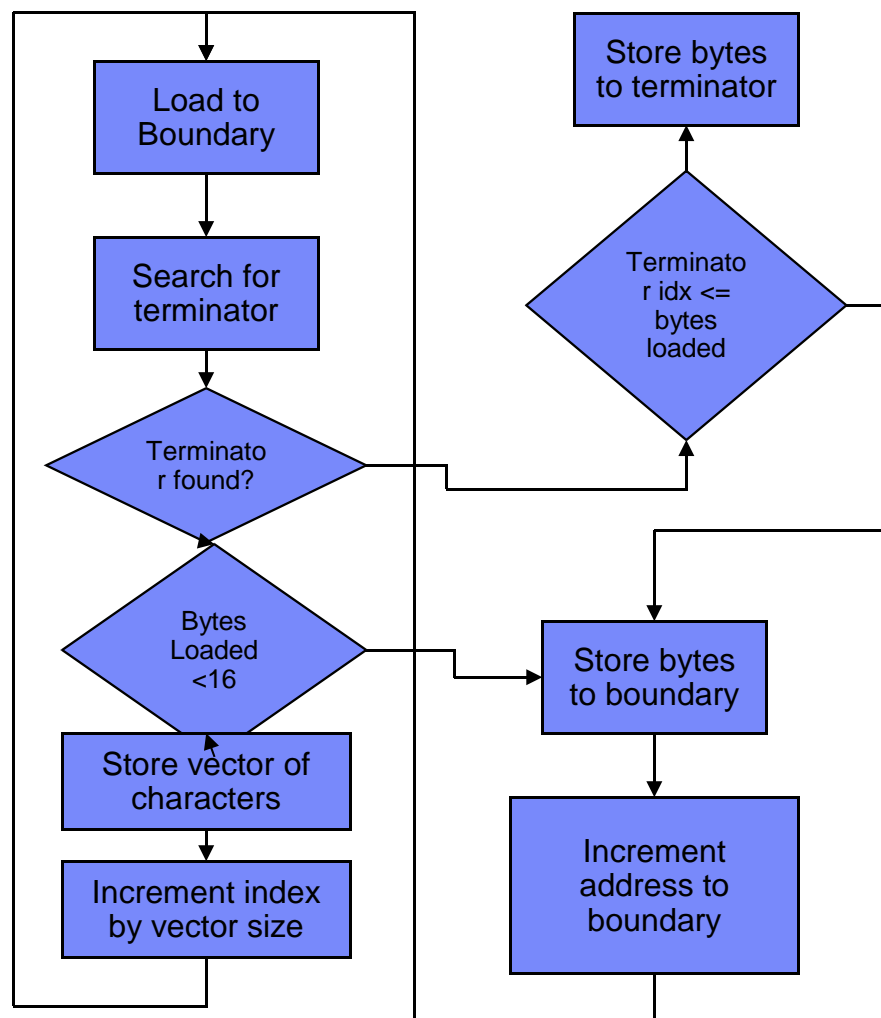 Load to
Boundary
Search for
terminator
Terminato
r found?
Bytes
Loaded
<16
Store vector of
characters
Increment index
by vector size
Store bytes
to terminator
Terminato
r idx <=
bytes
loaded
Store bytes
to boundary
Increment
address to
boundary